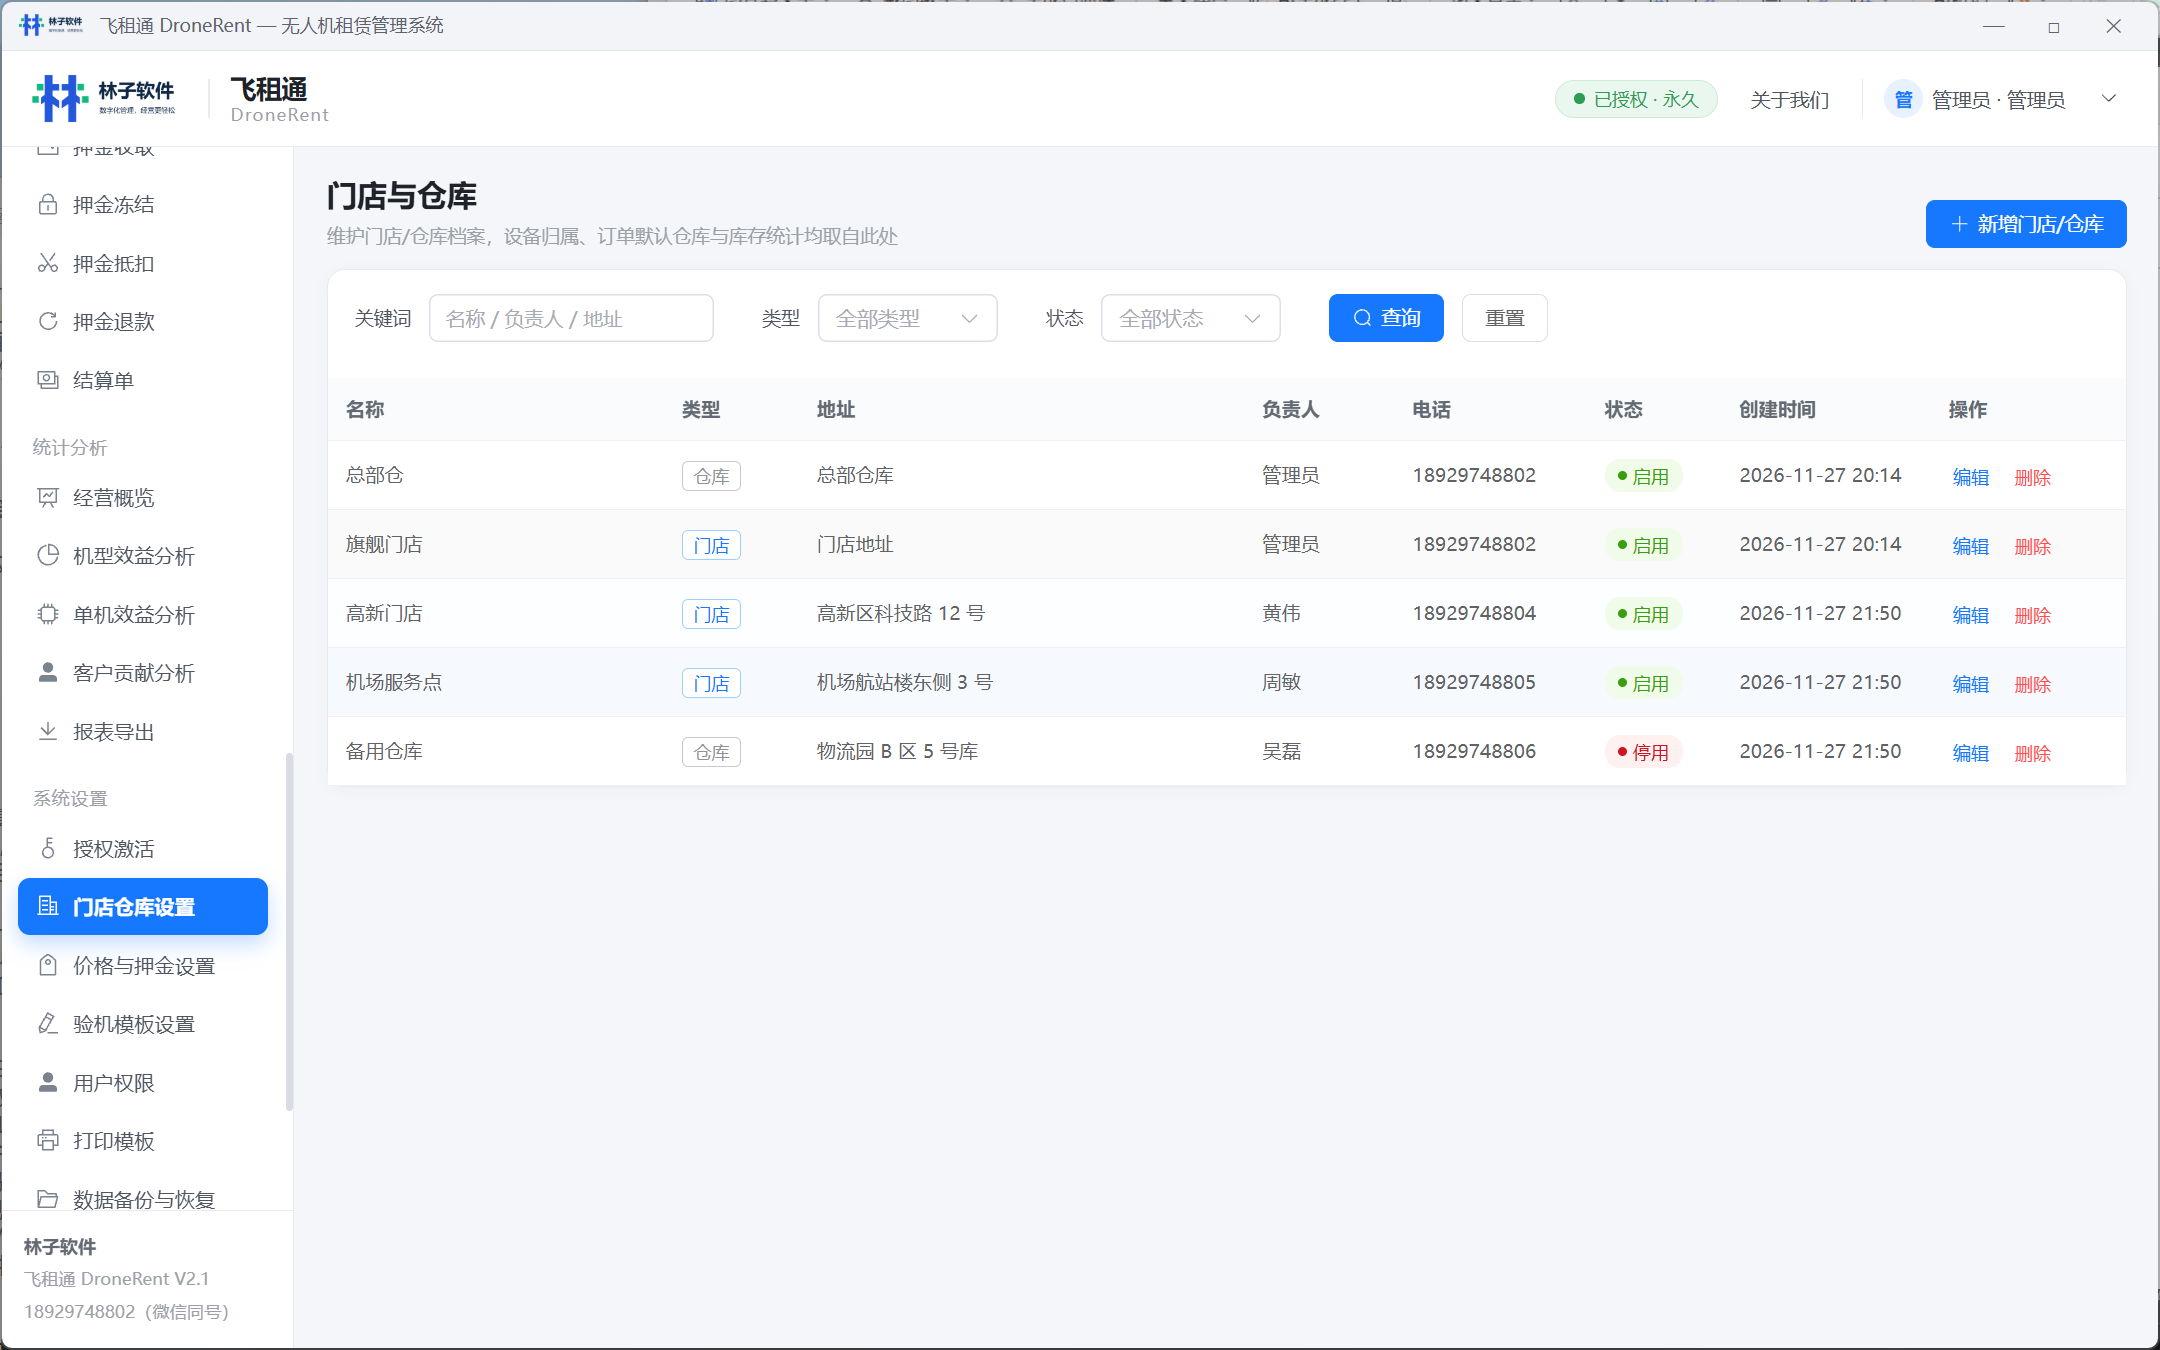 林子软件 飞租通 DroneRent — 无人机租赁管理系统
林子软件
数字化管理，经营更轻松
飞租通
DroneRent
已授权 · 永久
关于我们
管 管理员 · 管理员
押金收取
押金冻结
押金抵扣
押金退款
结算单
统计分析
经营概览
机型效益分析
单机效益分析
客户贡献分析
报表导出
系统设置
授权激活
门店仓库设置
价格与押金设置
验机模板设置
用户权限
打印模板
数据备份与恢复
林子软件
飞租通 DroneRent V2.1
18929748802（微信同号）
门店与仓库
维护门店/仓库档案，设备归属、订单默认仓库与库存统计均取自此处
新增门店/仓库
关键词 名称 / 负责人 / 地址 类型 全部类型 状态 全部状态 查询 重置
名称 类型 地址 负责人 电话 状态 创建时间 操作
总部仓 仓库 总部仓库 管理员 18929748802 启用 2026-11-27 20:14 编辑 删除
旗舰门店 门店 门店地址 管理员 18929748802 启用 2026-11-27 20:14 编辑 删除
高新门店 门店 高新区科技路 12 号 黄伟 18929748804 启用 2026-11-27 21:50 编辑 删除
机场服务点 门店 机场航站楼东侧 3 号 周敏 18929748805 启用 2026-11-27 21:50 编辑 删除
备用仓库 仓库 物流园 B 区 5 号库 吴磊 18929748806 停用 2026-11-27 21:50 编辑 删除